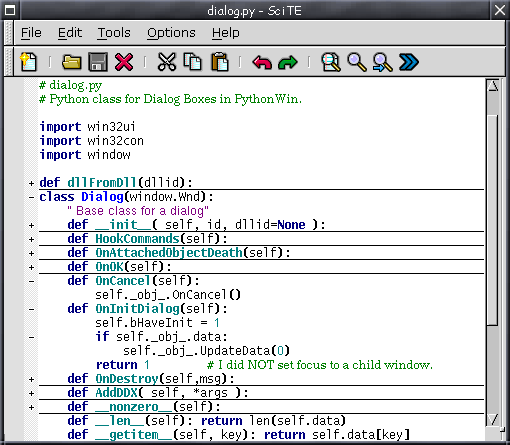 dialog.py - SciTE
File Edit Tools Options Help
# dialog.py
# Python class for Dialog Boxes in PythonWin.
import win32ui
import win32con
import window
def dllFromDll(dllid):
class Dialog(window.Wnd):
" Base class for a dialog"
def __init__( self, id, dllid=None ):
def HookCommands(self):
def OnAttachedObjectDeath(self):
def OnOK(self):
def OnCancel(self):
self._obj_.OnCancel()
def OnInitDialog(self):
self.bHaveInit = 1
if self._obj_.data:
self._obj_.UpdateData(0)
return 1 # I did NOT set focus to a child window.
def OnDestroy(self,msg):
def AddDDX( self, *args ):
def __nonzero__(self):
def __len__(self): return len(self.data)
def __getitem__(self, key): return self.data[key]